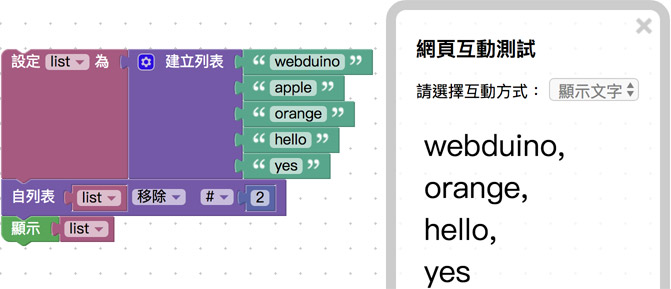 設定 list 為 建立列表 “ webduino ”
“ apple ”
“ orange ”
“ hello ”
“ yes ”
自列表 list 移除 # 2
顯示 list
網頁互動測試
請選擇互動方式： 顯示文字
webduino,
orange,
hello,
yes